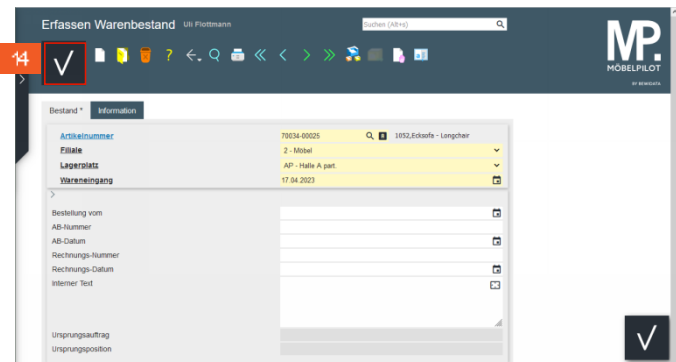 Erfassen Warenbestand Uli Flottmann
Suchen (Alt+s)
14
MP.
MÖBELPILOT
BY BEWIDATA
Bestand * Information
Artikelnummer 70034-00025 1052,Ecksofa - Longchair
Filiale 2 - Möbel
Lagerplatz AP - Halle A part.
Wareneingang 17.04.2023
Bestellung vom
AB-Nummer
AB-Datum
Rechnungs-Nummer
Rechnungs-Datum
Interner Text
Ursprungsauftrag
Ursprungsposition